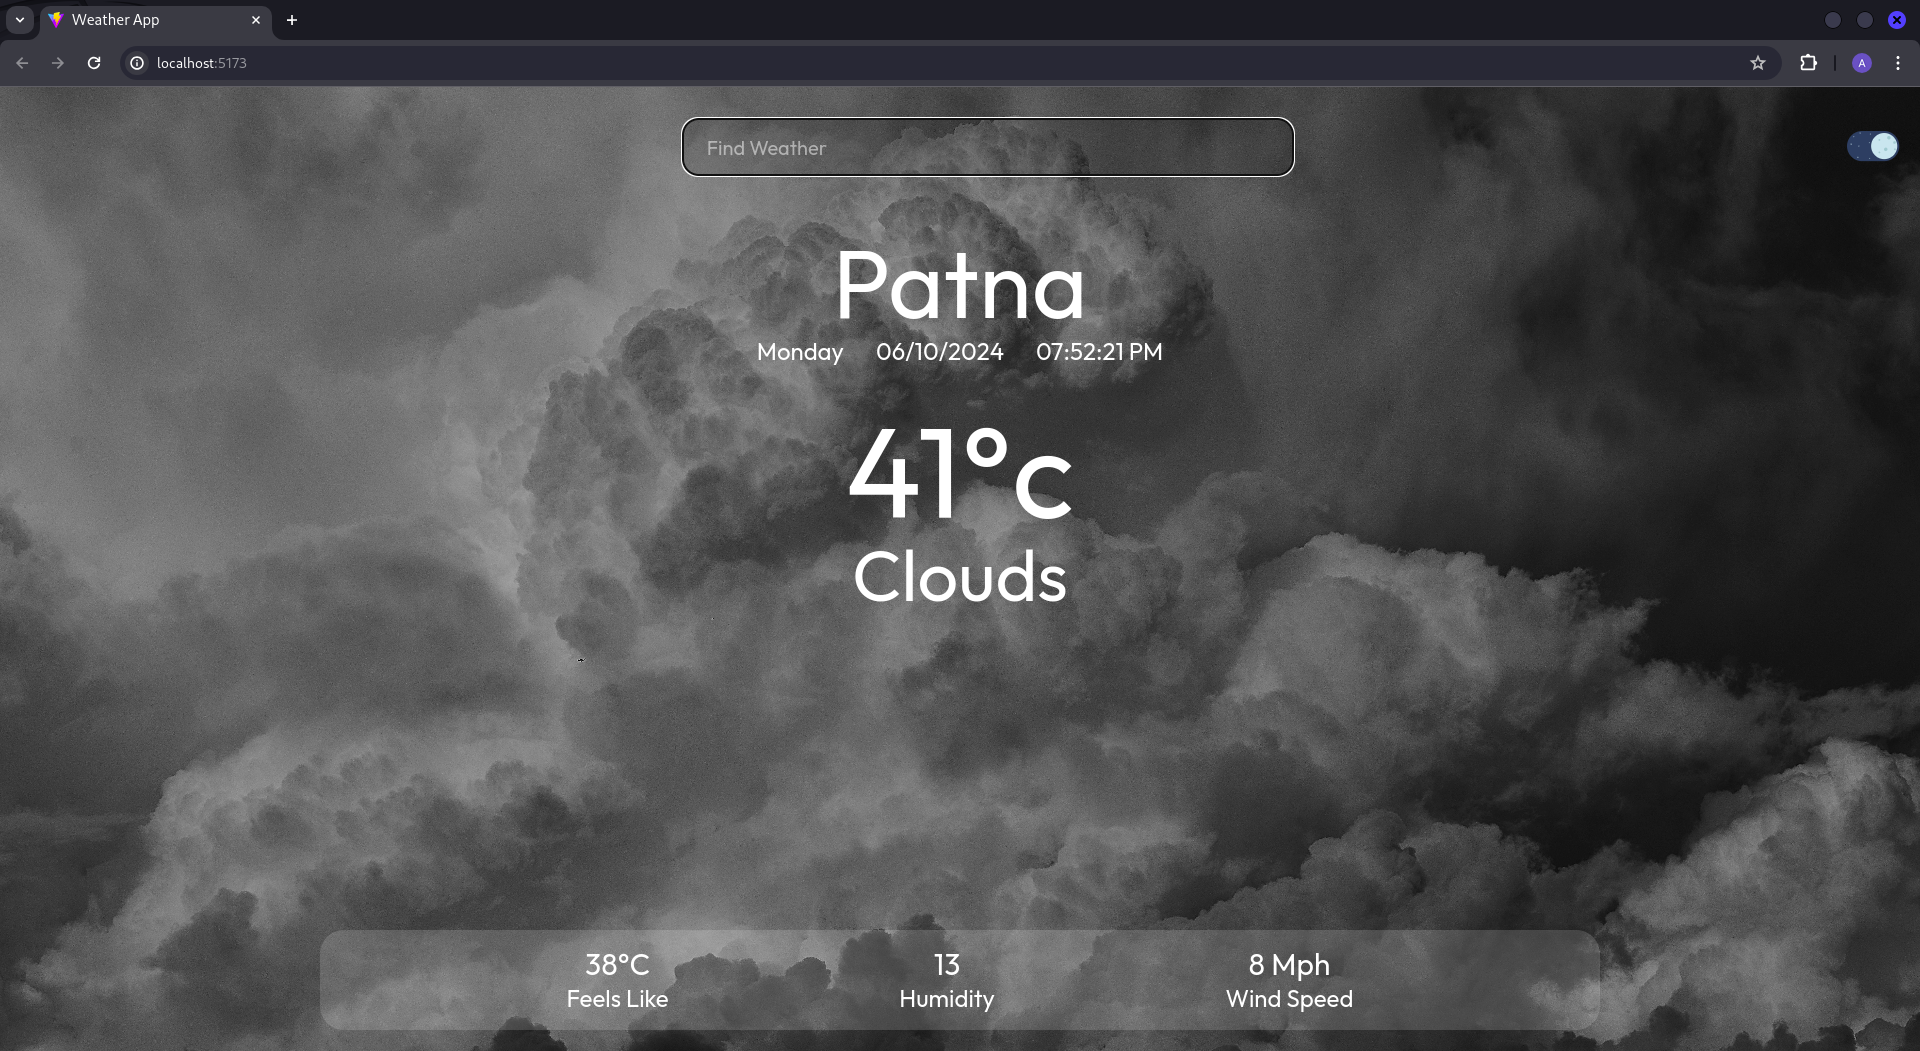 Weather App
localhost:5173
A
Find Weather
Patna
Monday 06/10/2024 07:52:21 PM
41°c
Clouds
38°C 13 8 Mph
Feels Like Humidity Wind Speed